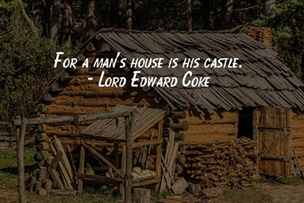 For a man's house is his castle.
- Lord Edward Coke